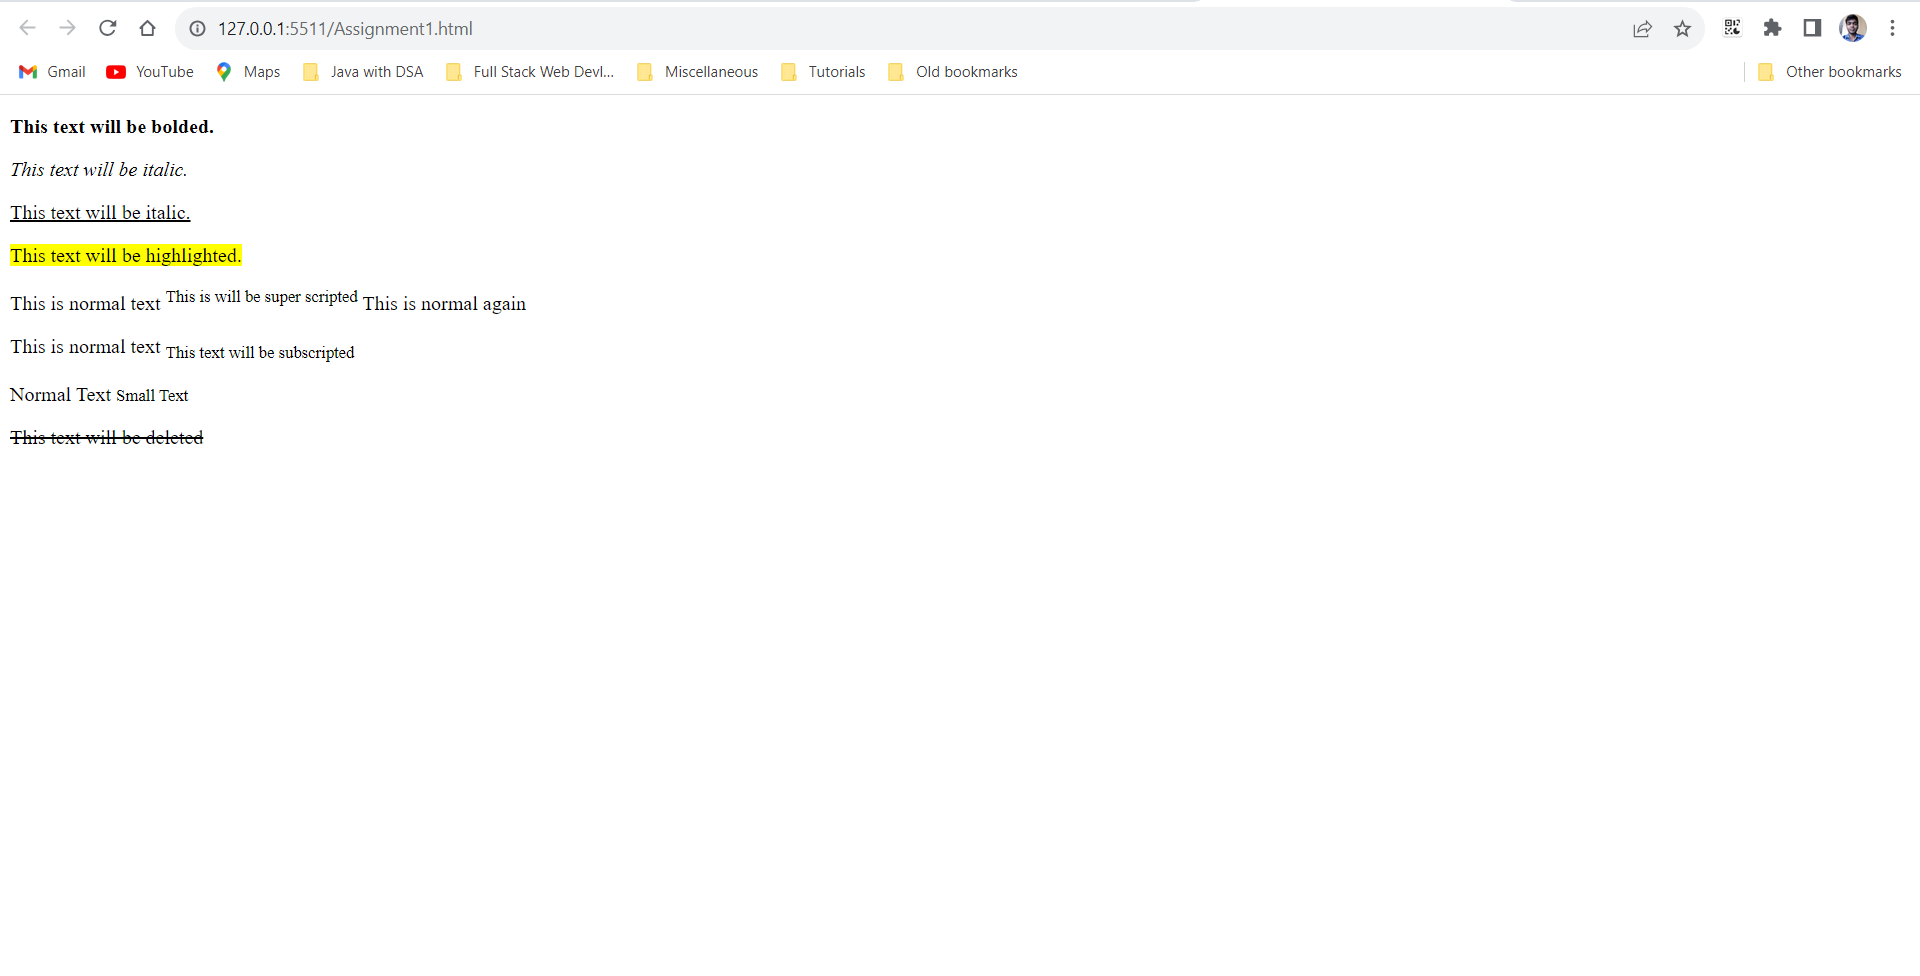 127.0.0.1:5511/Assignment1.html
Gmail YouTube Maps Java with DSA Full Stack Web Devl... Miscellaneous Tutorials Old bookmarks Other bookmarks
This text will be bolded.
This text will be italic.
This text will be italic.
This text will be highlighted.
This is normal text This is will be super scripted This is normal again
This is normal text This text will be subscripted
Normal Text Small Text
This text will be deleted